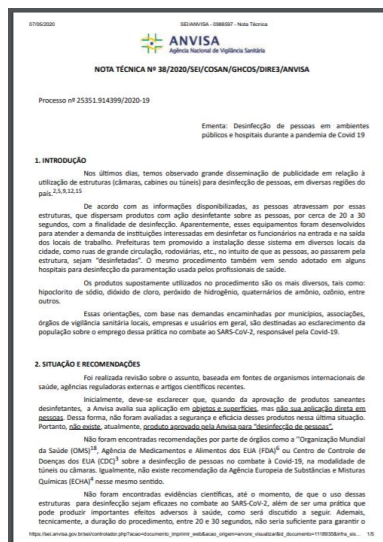 07/05/2020 SEI/ANVISA - 0988597 - Nota Técnica
ANVISA
Agência Nacional de Vigilância Sanitária
NOTA TÉCNICA Nº 38/2020/SEI/COSAN/GHCOS/DIRE3/ANVISA
Processo nº 25351.914399/2020-19
Ementa: Desinfecção de pessoas em ambientes
públicos e hospitais durante a pandemia de Covid 19
1. INTRODUÇÃO
Nos últimos dias, temos observado grande disseminação de publicidade em relação à
utilização de estruturas (câmaras, cabines ou túneis) para desinfecção de pessoas, em diversas regiões do
país.2,5,9,12,15
De acordo com as informações disponibilizadas, as pessoas atravessam por essas
estruturas, que dispersam produtos com ação desinfetante sobre as pessoas, por cerca de 20 a 30
segundos, com a finalidade de desinfecção. Aparentemente, esses equipamentos foram desenvolvidos
para atender a demanda de instituições interessadas em desinfetar os funcionários na entrada e na saída
dos locais de trabalho. Prefeituras tem promovido a instalação desse sistema em diversos locais da
cidade, como ruas de grande circulação, rodoviárias, etc., no intuito de que as pessoas, ao passarem pela
estrutura, sejam "desinfetadas". O mesmo procedimento também vem sendo adotado em alguns
hospitais para desinfecção da paramentação usada pelos profissionais de saúde.
Os produtos supostamente utilizados no procedimento são os mais diversos, tais como:
hipoclorito de sódio, dióxido de cloro, peróxido de hidrogênio, quaternários de amônio, ozônio, entre
outros.
Essas orientações, com base nas demandas encaminhadas por municípios, associações,
órgãos de vigilância sanitária locais, empresas e usuários em geral, são destinadas ao esclarecimento da
população sobre o emprego dessa prática no combate ao SARS-CoV-2, responsável pela Covid-19.
2. SITUAÇÃO E RECOMENDAÇÕES
Foi realizada revisão sobre o assunto, baseada em fontes de organismos internacionais de
saúde, agências reguladoras externas e artigos científicos recentes.
Inicialmente, deve-se esclarecer que, quando da aprovação de produtos saneantes
desinfetantes, a Anvisa avalia sua aplicação em objetos e superfícies, mas não sua aplicação direta em
pessoas. Dessa forma, não foram avaliadas a segurança e eficácia desses produtos nessa última situação.
Portanto, não existe, atualmente, produto aprovado pela Anvisa para "desinfecção de pessoas".
Não foram encontradas recomendações por parte de órgãos como a "Organização Mundial
da Saúde (OMS)18, Agência de Medicamentos e Alimentos dos EUA (FDA)6 ou Centro de Controle de
Doenças dos EUA (CDC)3 sobre a desinfecção de pessoas no combate à Covid-19, na modalidade de
túneis ou câmaras. Igualmente, não existe recomendação da Agência Europeia de Substâncias e Misturas
Químicas (ECHA)4 nesse mesmo sentido.
Não foram encontradas evidências científicas, até o momento, de que o uso dessas
estruturas para desinfecção sejam eficazes no combate ao SARS-CoV-2, além de ser uma prática que
pode produzir importantes efeitos adversos à saúde, como será discutido a seguir. Ademais,
tecnicamente, a duração do procedimento, entre 20 e 30 segundos, não seria suficiente para garantir o
1/5